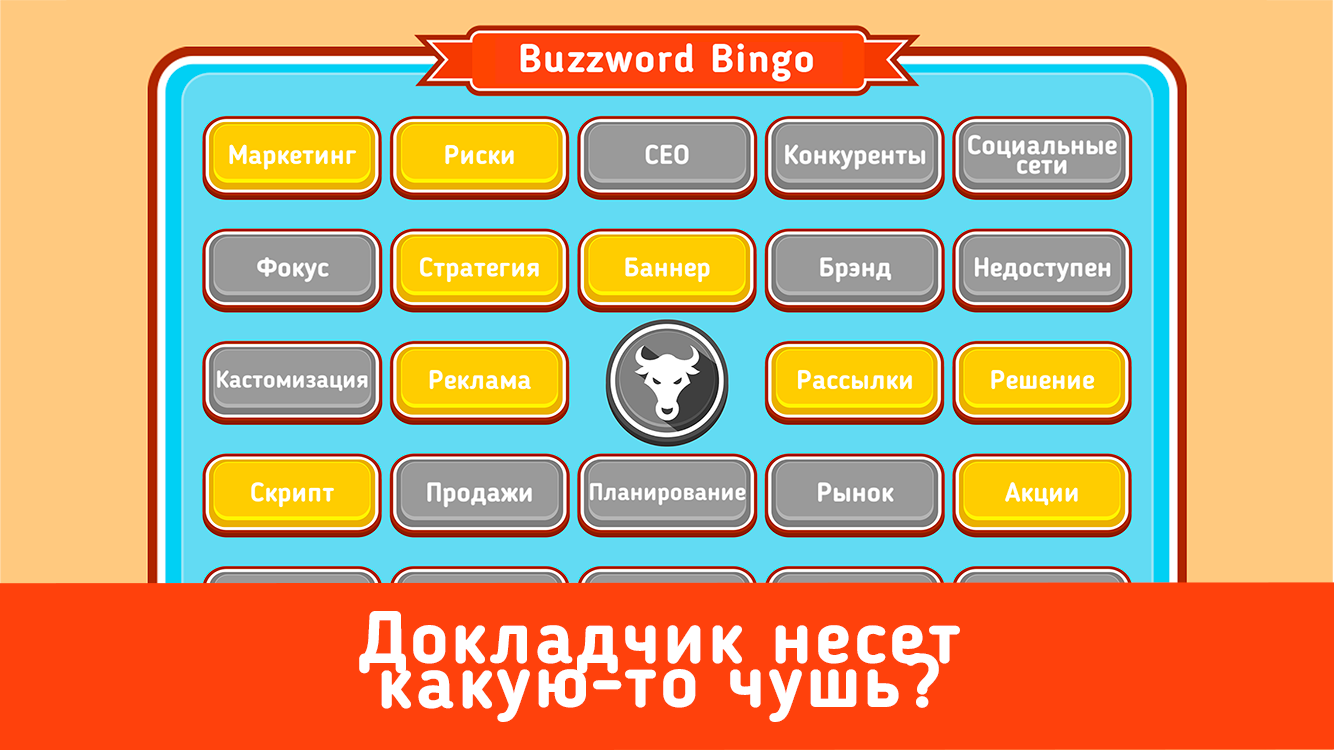 Buzzword Bingo
Маркетинг Риски CEO Конкуренты Социальные
сети
Фокус Стратегия Баннер Брэнд Недоступен
Кастомизация Реклама Рассылки Решение
Скрипт Продажи Планирование Рынок Акции
Докладчик несет
какую-то чушь?